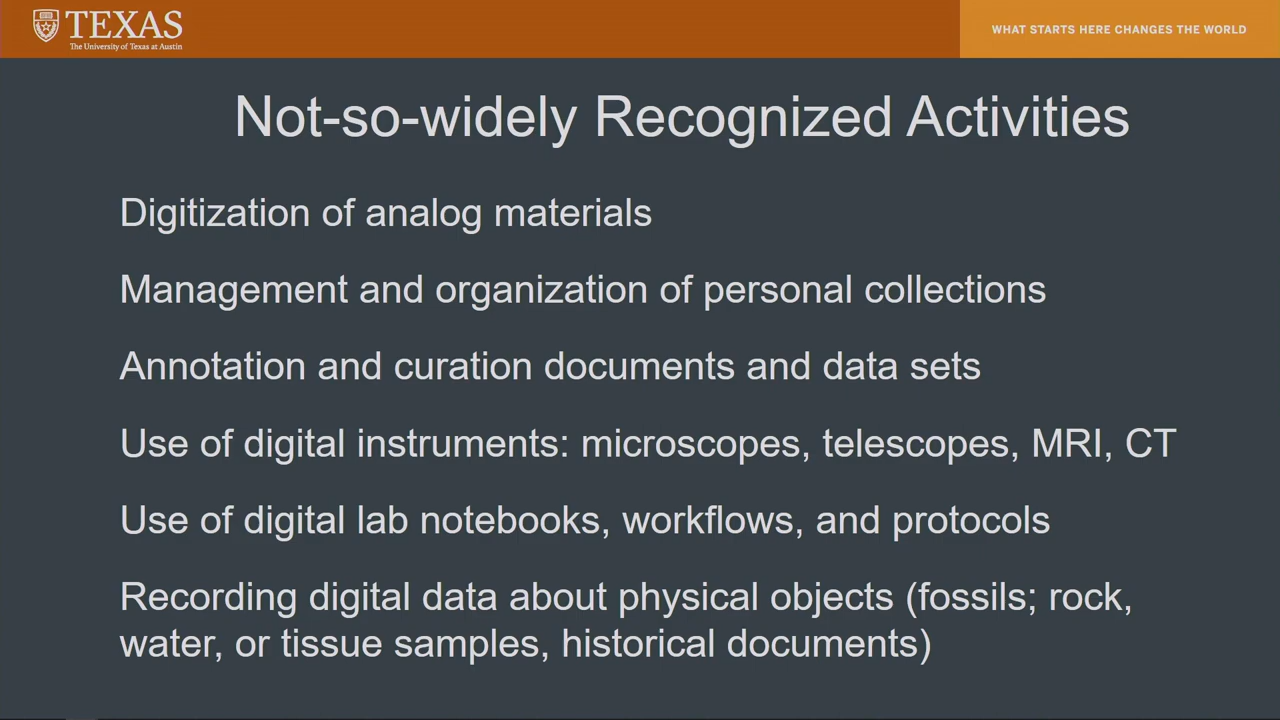 TEXAS
The University of Texas at Austin
WHAT STARTS HERE CHANGES THE WORLD
Not-so-widely Recognized Activities
Digitization of analog materials
Management and organization of personal collections
Annotation and curation documents and data sets
Use of digital instruments: microscopes, telescopes, MRI, CT
Use of digital lab notebooks, workflows, and protocols
Recording digital data about physical objects (fossils; rock,
water, or tissue samples, historical documents)